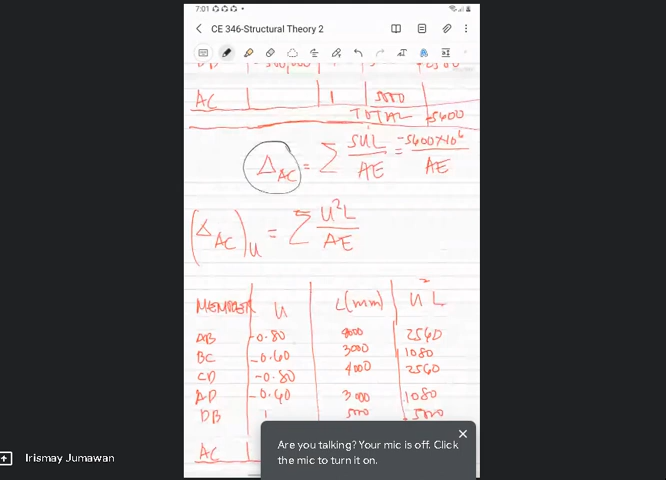 7:01
CE 346-Structural Theory 2
AC 1 5000
TOTAL -5600
Δ AC = Σ SUL / AE = -5600×10⁶ / AE
(Δ AC)U = Σ U²L / AE
MEMBER U L(mm) U²L
AB -0.80 4000 2560
BC -0.60 3000 1080
CD -0.80 4000 2560
AD -0.60 3000 1080
DB 1 5000 5000
AC
Are you talking? Your mic is off. Click
the mic to turn it on.
Irismay Jumawan